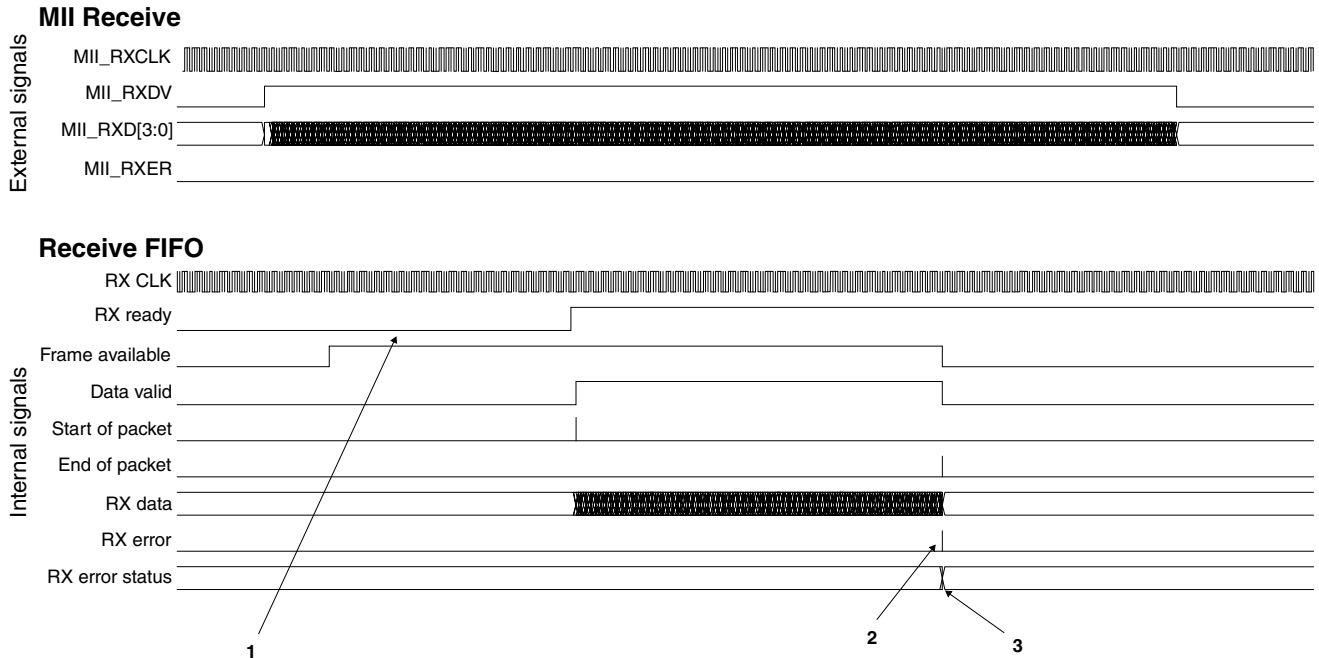 MII Receive
External signals
MII_RXCLK
MII_RXDV
MII_RXD[3:0]
MII_RXER
Receive FIFO
Internal signals
RX CLK
RX ready
Frame available
Data valid
Start of packet
End of packet
RX data
RX error
RX error status
1
2
3